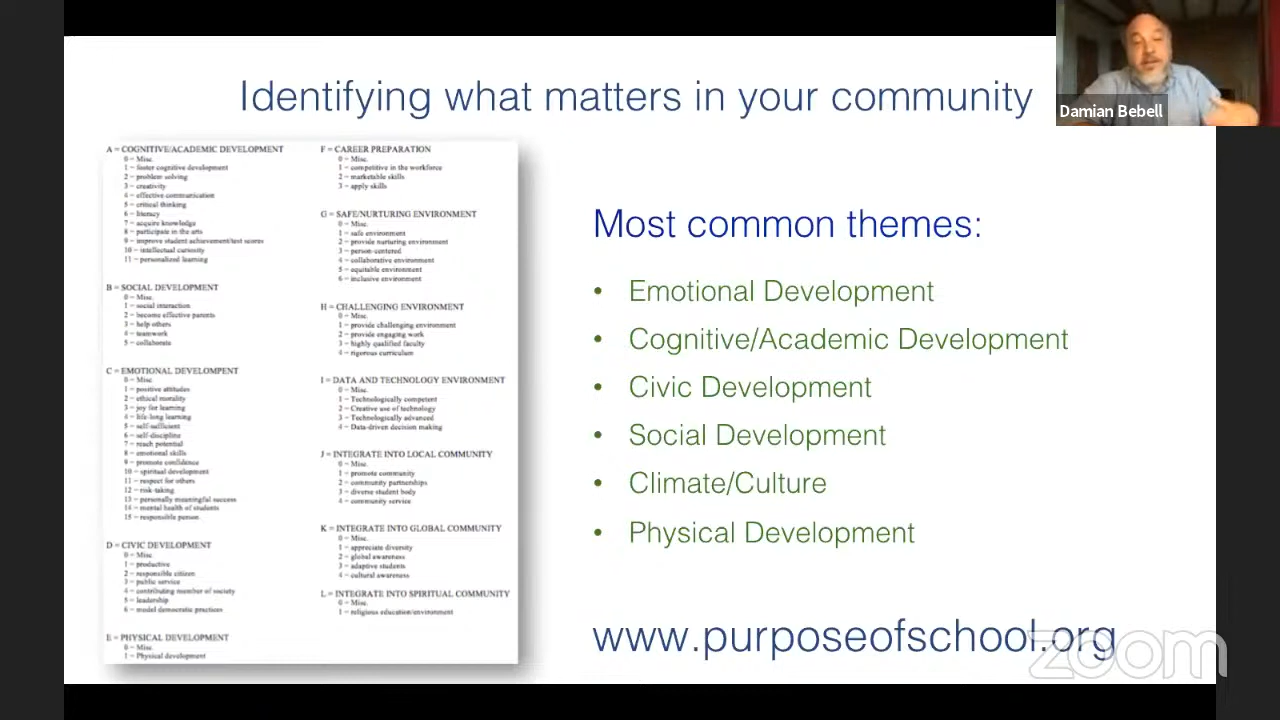 Identifying what matters in your community
Damian Bebell
A = COGNITIVE/ACADEMIC DEVELOPMENT
0 = Misc.
1 = foster cognitive development
2 = problem solving
3 = creativity
4 = effective communication
5 = critical thinking
6 = literacy
7 = acquire knowledge
8 = participate in the arts
9 = improve student achievement/test scores
10 = intellectual curiosity
11 = personalized learning
B = SOCIAL DEVELOPMENT
0 = Misc.
1 = social interaction
2 = become effective parents
3 = help others
4 = teamwork
5 = collaborate
C = EMOTIONAL DEVELOMPENT
0 = Misc.
1 = positive attitudes
2 = ethical morality
3 = joy for learning
4 = life-long learning
5 = self-sufficient
6 = self-discipline
7 = reach potential
8 = emotional skills
9 = promote confidence
10 = spiritual development
11 = respect for others
12 = risk-taking
13 = personally meaningful success
14 = mental health of students
15 = responsible person
D = CIVIC DEVELOPMENT
0 = Misc.
1 = productive
2 = responsible citizen
3 = public service
4 = contributing member of society
5 = leadership
6 = model democratic practices
E = PHYSICAL DEVELOPMENT
0 = Misc.
1 = Physical development
F = CAREER PREPARATION
0 = Misc.
1 = competitive in the workforce
2 = marketable skills
3 = apply skills
G = SAFE/NURTURING ENVIRONMENT
0 = Misc.
1 = safe environment
2 = provide nurturing environment
3 = person-centered
4 = collaborative environment
5 = equitable environment
6 = inclusive environment
H = CHALLENGING ENVIRONMENT
0 = Misc.
1 = provide challenging environment
2 = provide engaging work
3 = highly qualified faculty
4 = rigorous curriculum
I = DATA AND TECHNOLOGY ENVIRONMENT
0 = Misc.
1 = Technologically competent
2 = Creative use of technology
3 = Technologically advanced
4 = Data-driven decision making
J = INTEGRATE INTO LOCAL COMMUNITY
0 = Misc.
1 = promote community
2 = community partnerships
3 = diverse student body
4 = community service
K = INTEGRATE INTO GLOBAL COMMUNITY
0 = Misc.
1 = appreciate diversity
2 = global awareness
3 = adaptive students
4 = cultural awareness
L = INTEGRATE INTO SPIRITUAL COMMUNITY
0 = Misc.
1 = religious education/environment
Most common themes:
• Emotional Development
• Cognitive/Academic Development
• Civic Development
• Social Development
• Climate/Culture
• Physical Development
www.purposeofschool.org
zoom